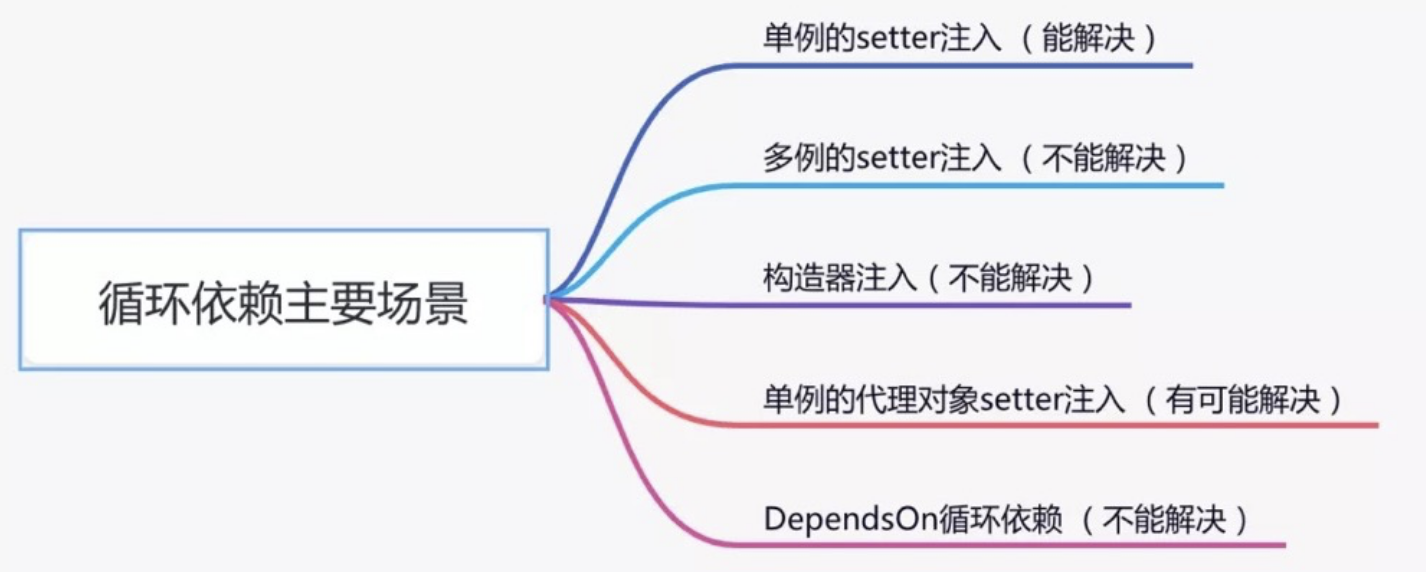 单例的setter注入 （能解决）
多例的setter注入 （不能解决）
循环依赖主要场景
构造器注入（不能解决）
单例的代理对象setter注入 （有可能解决）
DependsOn循环依赖 （不能解决）